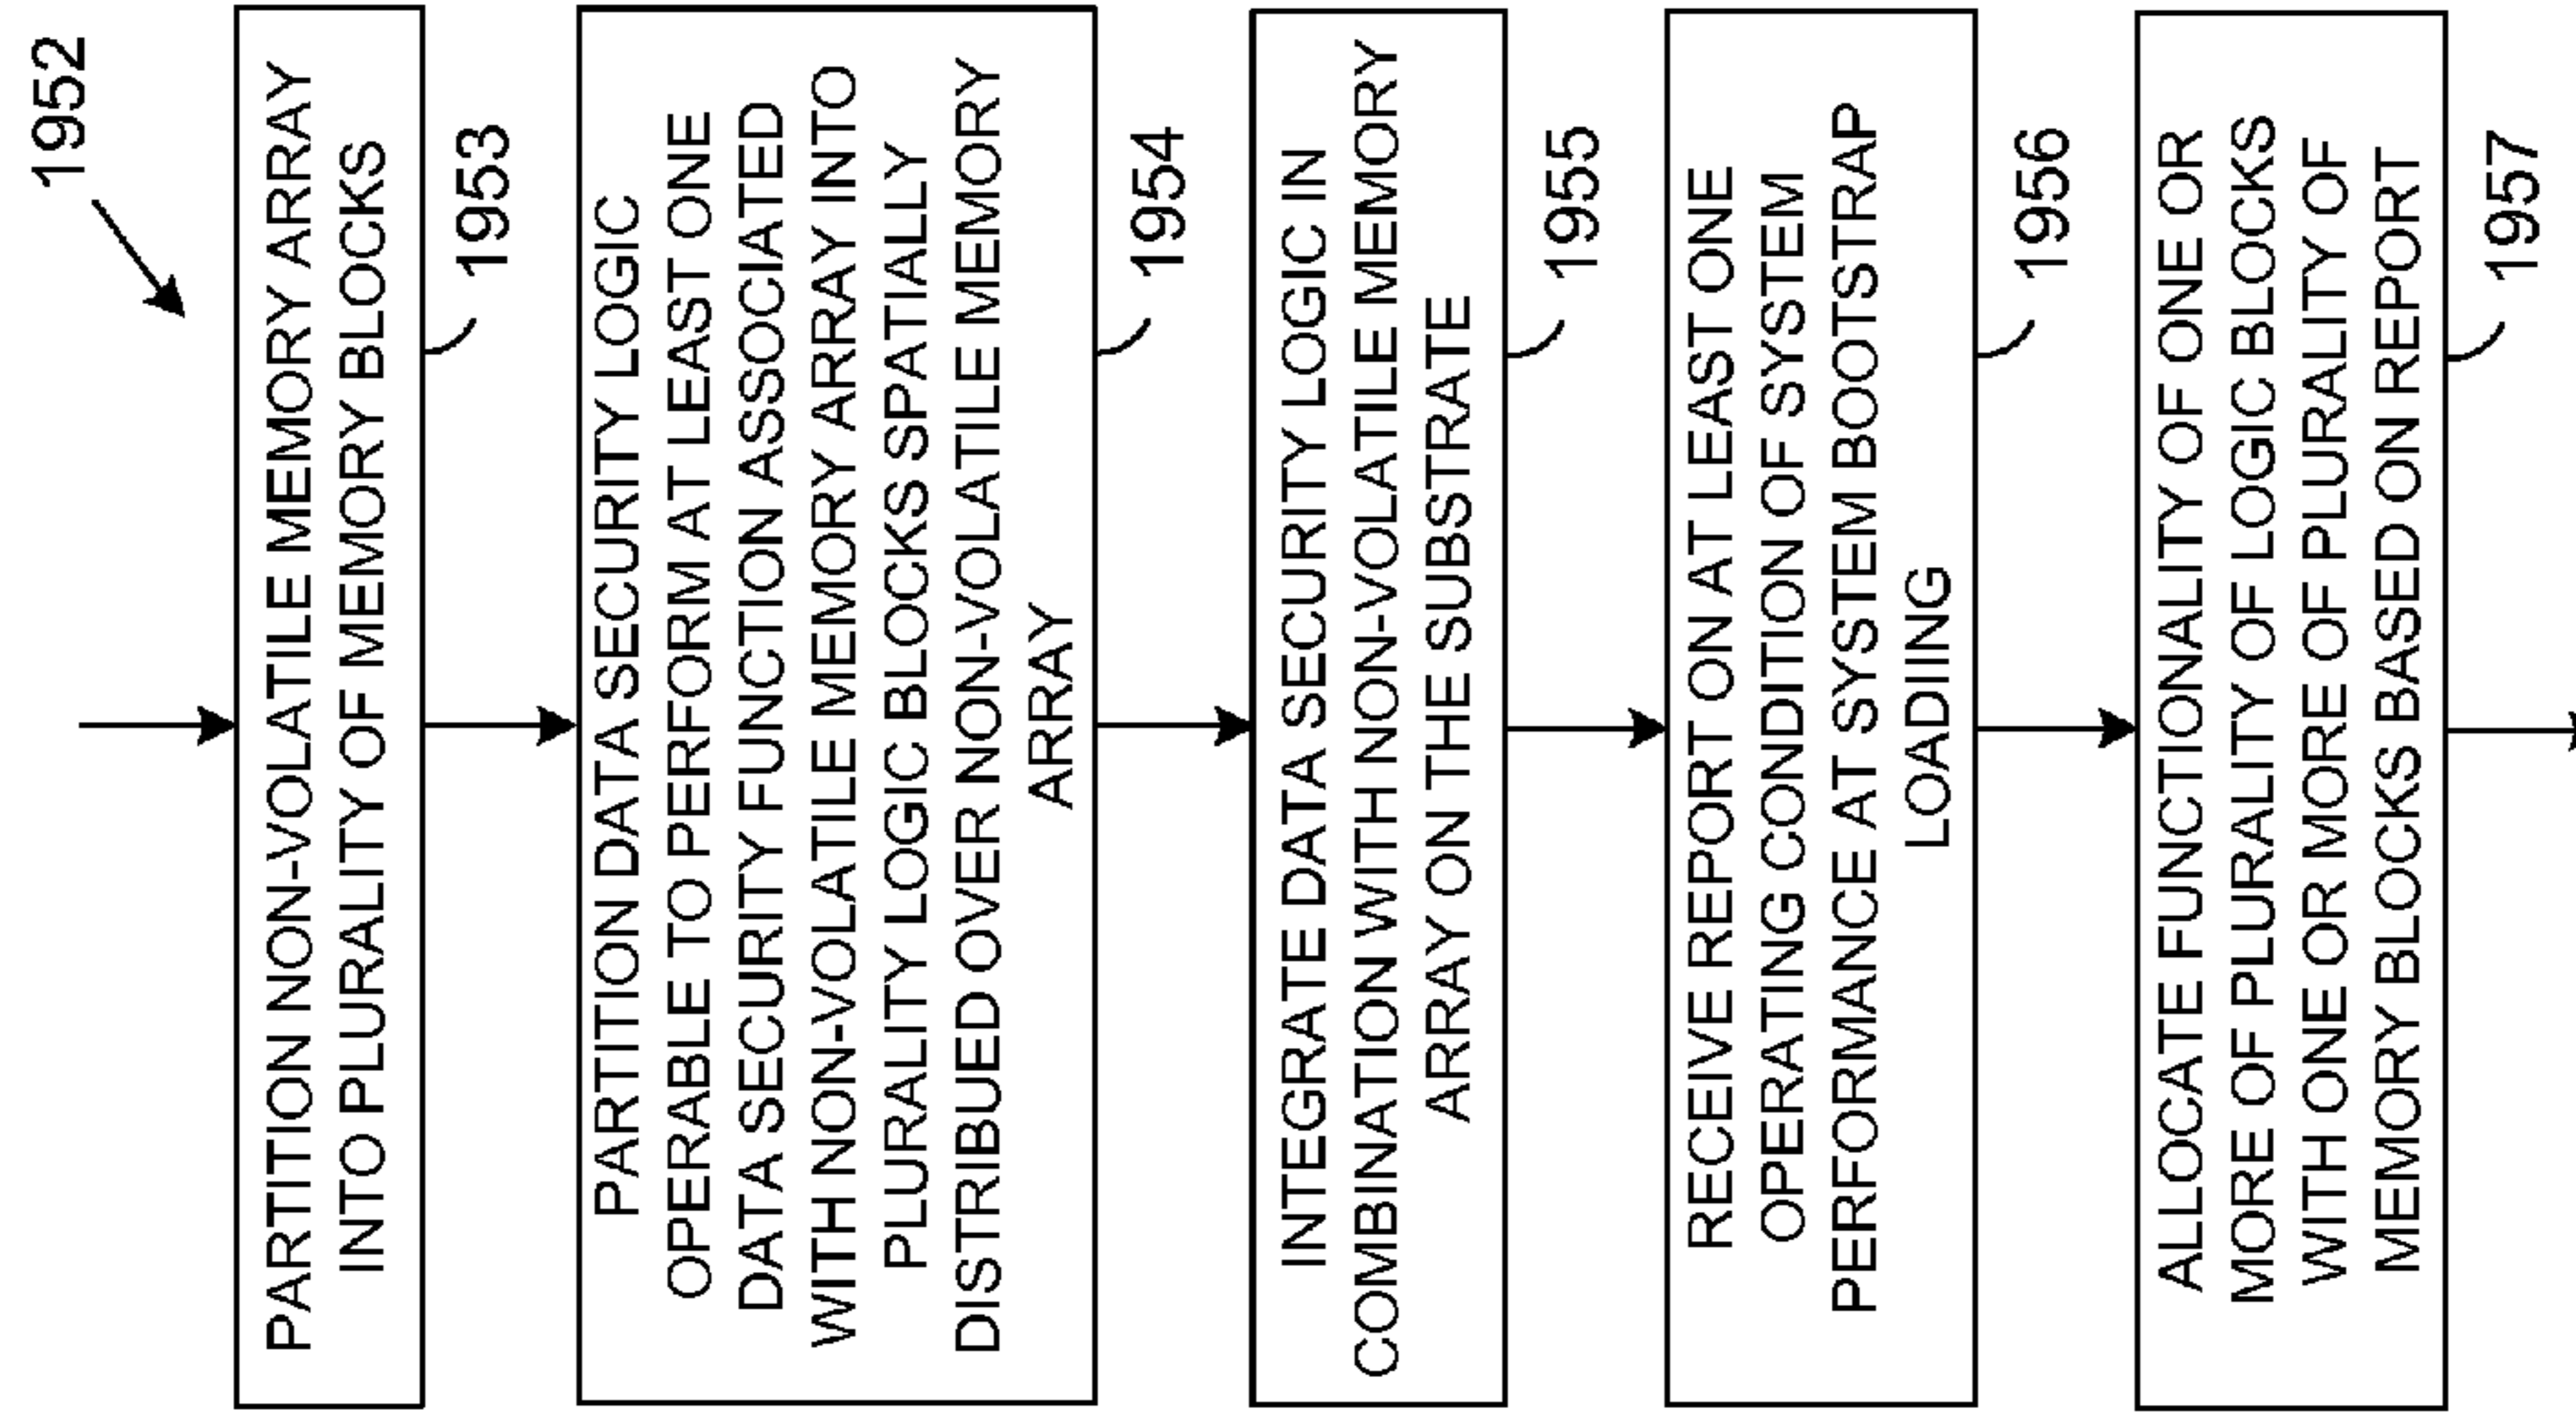 1952
PARTITION NON-VOLATILE MEMORY ARRAY
INTO PLURALITY OF MEMORY BLOCKS
1953
PARTITION DATA SECURITY LOGIC
OPERABLE TO PERFORM AT LEAST ONE
DATA SECURITY FUNCTION ASSOCIATED
WITH NON-VOLATILE MEMORY ARRAY INTO
PLURALITY LOGIC BLOCKS SPATIALLY
DISTRIBUED OVER NON-VOLATILE MEMORY
ARRAY
1954
INTEGRATE DATA SECURITY LOGIC IN
COMBINATION WITH NON-VOLATILE MEMORY
ARRAY ON THE SUBSTRATE
1955
RECEIVE REPORT ON AT LEAST ONE
OPERATING CONDITION OF SYSTEM
PERFORMANCE AT SYSTEM BOOTSTRAP
LOADIING
1956
ALLOCATE FUNCTIONALITY OF ONE OR
MORE OF PLURALITY OF LOGIC BLOCKS
WITH ONE OR MORE OF PLURALITY OF
MEMORY BLOCKS BASED ON REPORT
1957